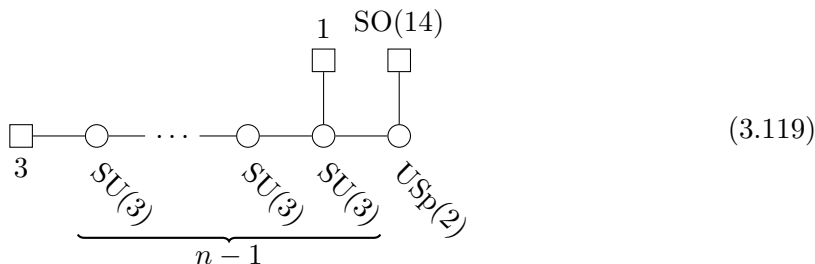 1 SO(14)
(3.119)
3 SU(3) ··· SU(3) SU(3) USp(2)
n − 1